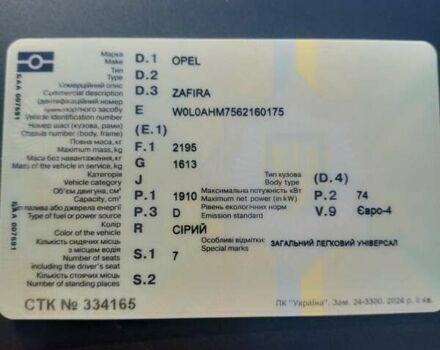 Марка
Make D.1 OPEL
Тип
Type D.2
Комерційний опис
Commercial description D.3 ZAFIRA
Ідентифікаційний номер
транспортного засобу
Vehicle identification number E W0L0AHM7562160175
Номер шасі (кузова, рами)
Chassis number (body, frame) (E.1)
Повна маса, кг
Maximum mass, kg F.1 2195
Маса без навантаження, кг
Mass of the vehicle in service, kg G 1613
Категорія
Vehicle category J
Тип кузова
Body type (D.4)
Об'єм двигуна, см³
Capacity, cm³ P.1 1910
Максимальна потужність кВт
Maximum net power (in kW) P.2 74
палива або джерела енергії
Type of fuel or power source P.3 D
Рівень екологічних норм
Emission standard V.9 Євро-4
Колір
Color of the vehicle R СІРИЙ
Кількість сидячих місць
з місцем водія
Number of seats
including the driver's seat S.1 7
Особливі відмітки:
Special marks ЗАГАЛЬНИЙ ЛЕГКОВИЙ УНІВЕРСАЛ
Кількість стоячих місць
Number of standing places S.2
СТК № 334165
ПК "Україна". Зам. 24-3300. 2024 р. ІІ кв.
БАА 007691
БАА 007691